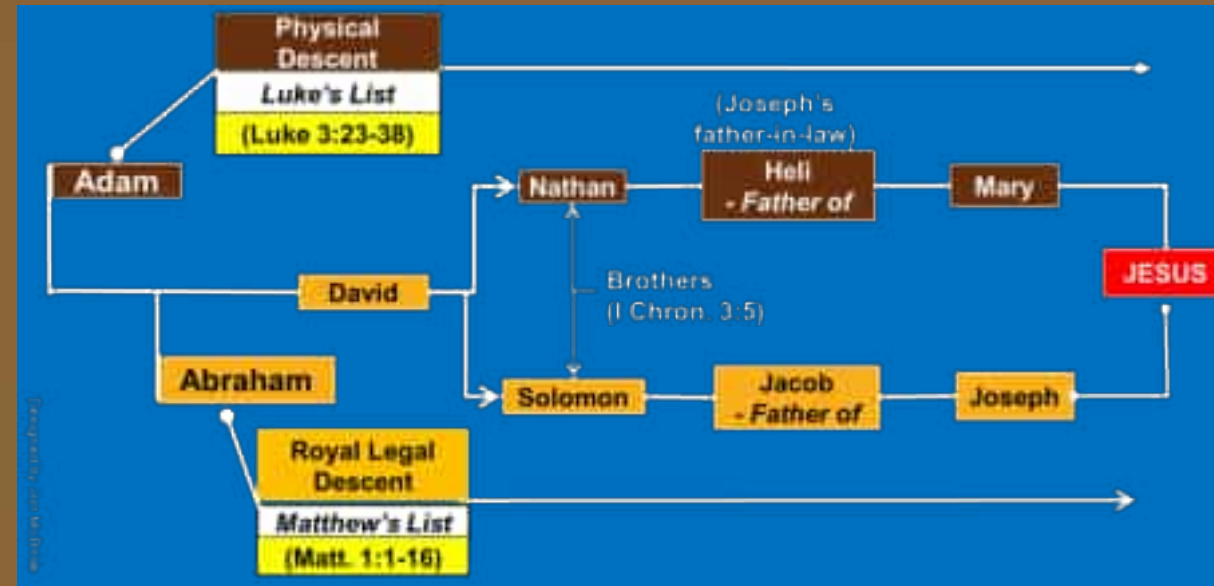 Physical
Descent
Luke's List
(Luke 3:23-38)
(Joseph's
father-in-law)
Adam
Nathan
Heli
- Father of
Mary
David
Brothers
(I Chron. 3:5)
JESUS
Abraham
Solomon
Jacob
- Father of
Joseph
Royal Legal
Descent
Matthew's List
(Matt. 1:1-16)